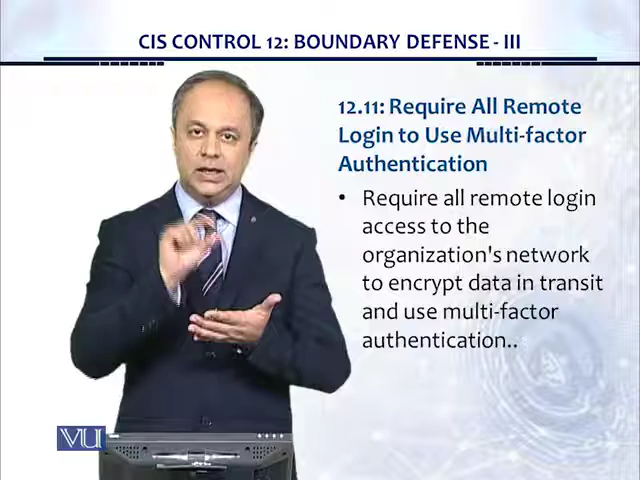 CIS CONTROL 12: BOUNDARY DEFENSE - III
12.11: Require All Remote
Login to Use Multi-factor
Authentication
• Require all remote login
access to the
organization's network
to encrypt data in transit
and use multi-factor
authentication..
VU